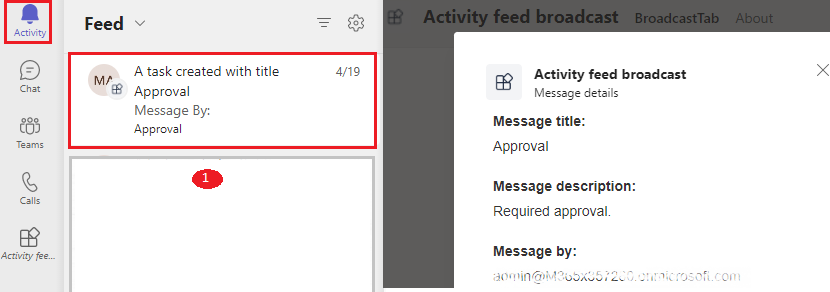 Activity
Chat
Teams
Calls
Activity fee...
Feed
A task created with title
4/19
Approval
Message By:
Approval
MA
1
Activity feed broadcast
BroadcastTab
About
Activity feed broadcast
Message details
Message title:
Approval
Message description:
Required approval.
Message by: